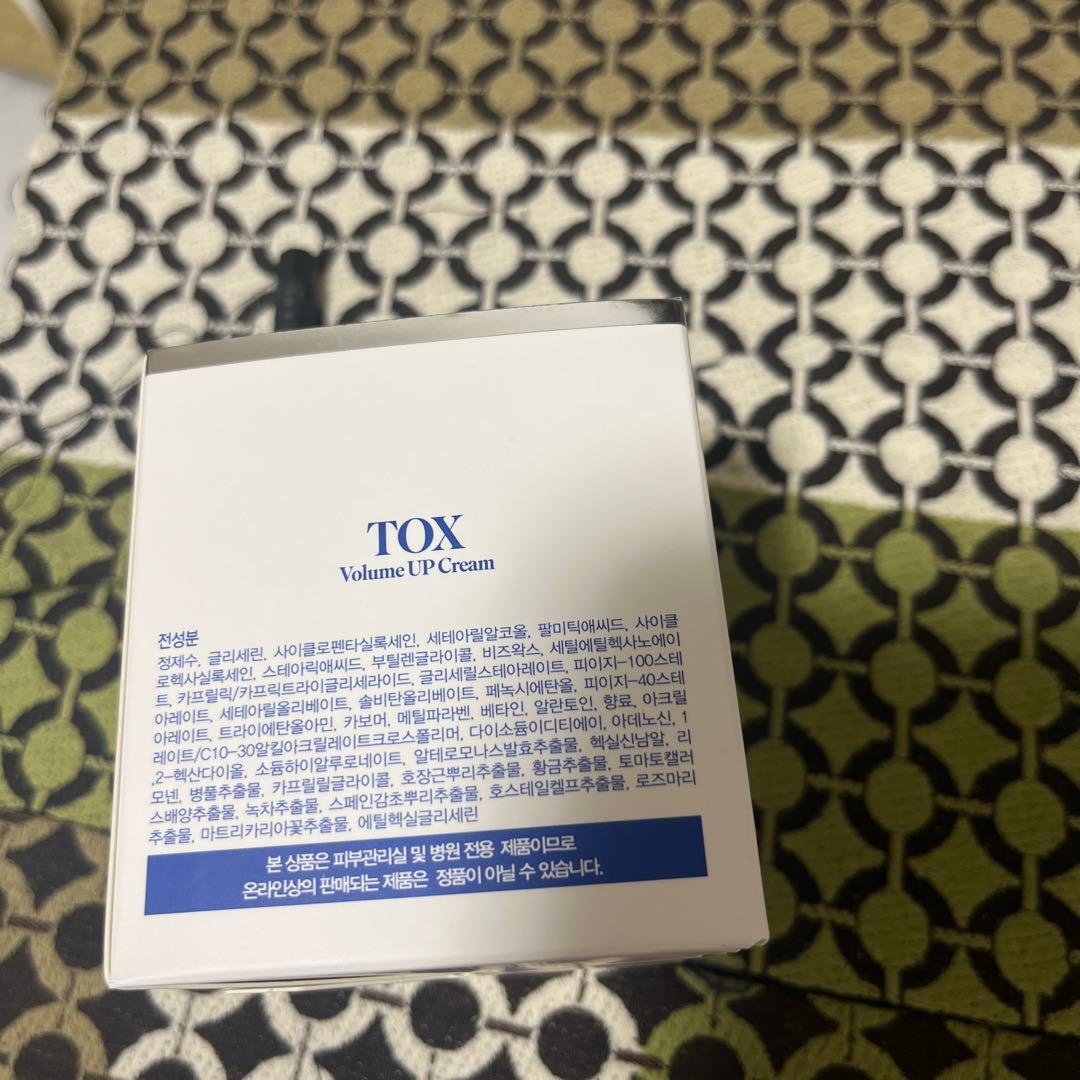 TOX
Volume UP Cream
전성분
정제수, 글리세린, 사이클로펜타실록세인, 세테아릴알코올, 팔미틱애씨드, 사이클
로헥사실록세인, 스테아릭애씨드, 부틸렌글라이콜, 비즈왁스, 세틸에틸헥사노에이
트, 카프릴릭/카프릭트라이글리세라이드, 글리세릴스테아레이트, 피이지-100스테
아레이트, 세테아릴올리베이트, 솔비탄올리베이트, 페녹시에탄올, 피이지-40스테
아레이트, 트라이에탄올아민, 카보머, 메틸파라벤, 베타인, 알란토인, 향료, 아크릴
레이트/C10-30알킬아크릴레이트크로스폴리머, 다이소듐이디티에이, 아데노신, 1
,2-헥산다이올, 소듐하이알루로네이트, 알테로모나스발효추출물, 헥실신남알, 리
모넨, 병풀추출물, 카프릴릴글라이콜, 호장근뿌리추출물, 황금추출물, 토마토캘러
스배양추출물, 녹차추출물, 스페인감초뿌리추출물, 호스테일켈프추출물, 로즈마리
추출물, 마트리카리아꽃추출물, 에틸헥실글리세린
본 상품은 피부관리실 및 병원 전용 제품이므로
온라인상의 판매되는 제품은 정품이 아닐 수 있습니다.